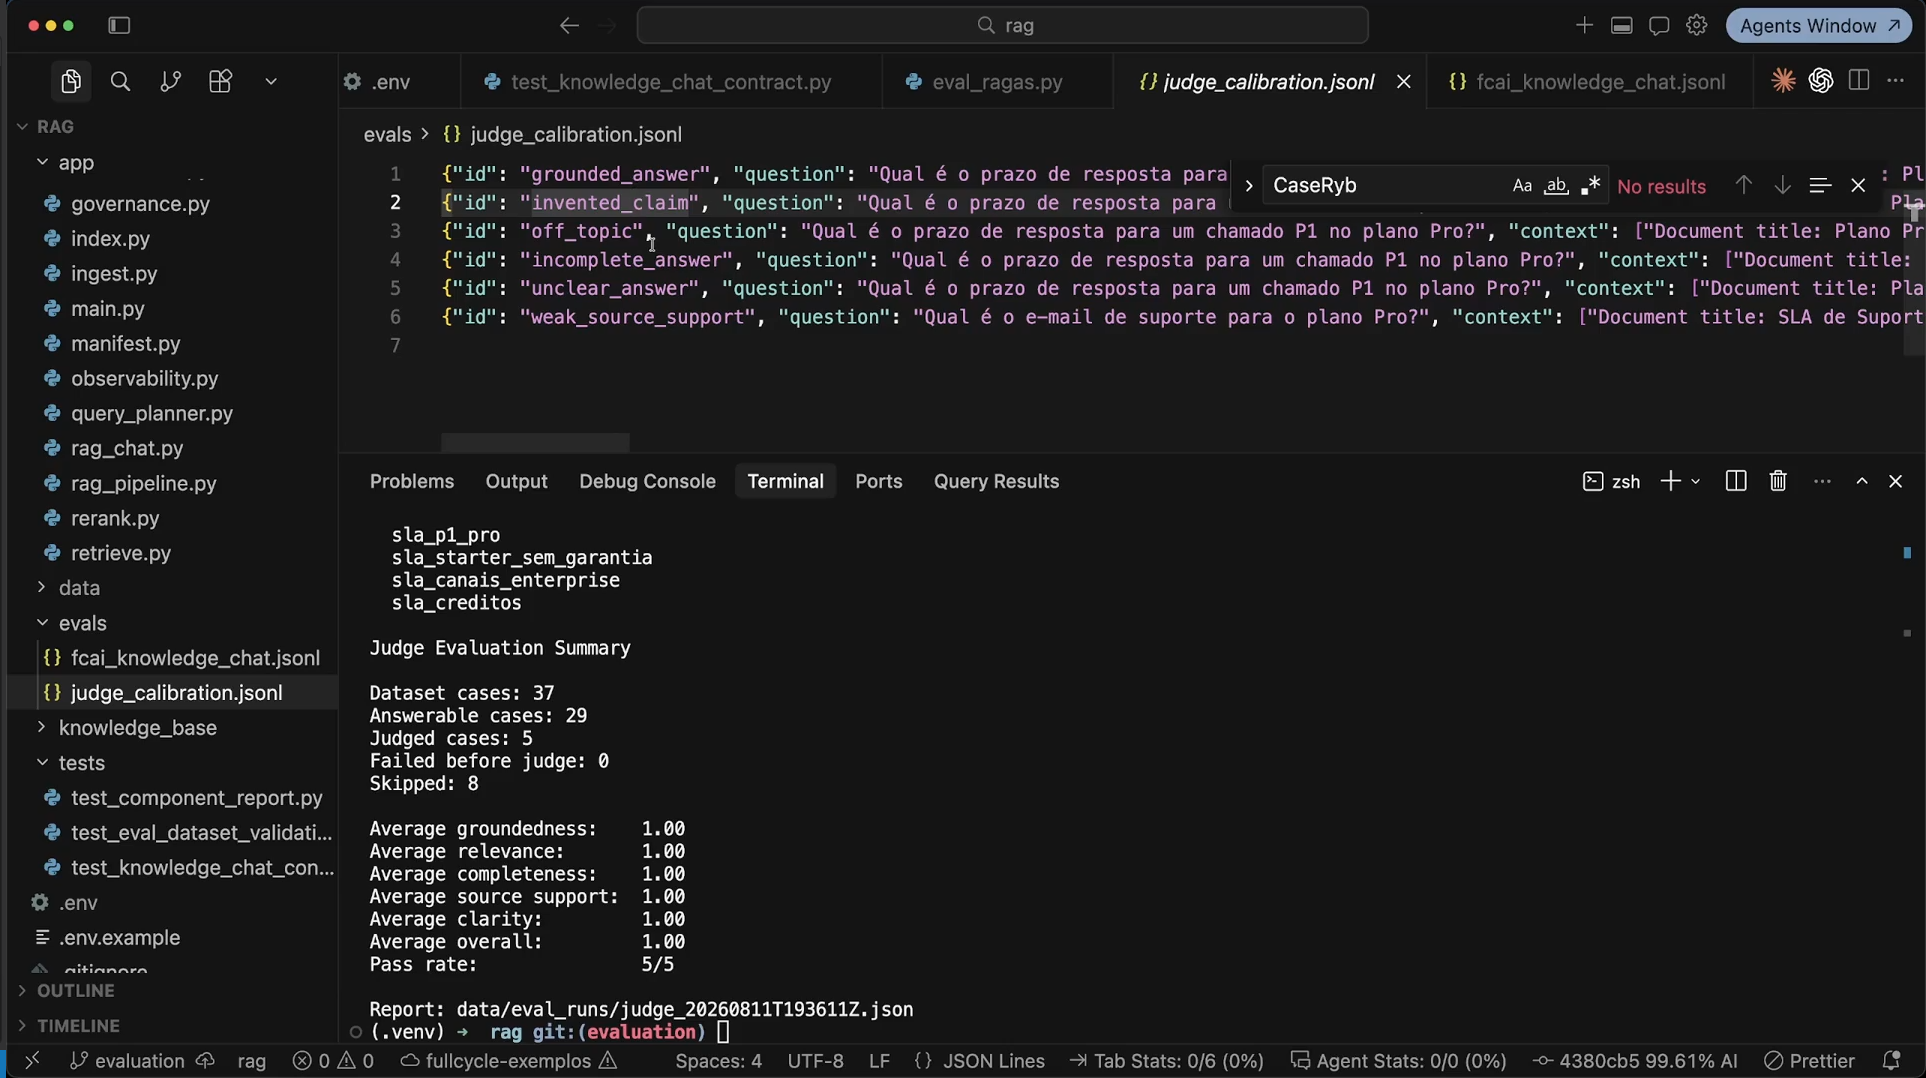 rag
Agents Window
.env
test_knowledge_chat_contract.py
eval_ragas.py
judge_calibration.jsonl
fcai_knowledge_chat.jsonl
RAG
app
governance.py
index.py
ingest.py
main.py
manifest.py
observability.py
query_planner.py
rag_chat.py
rag_pipeline.py
rerank.py
retrieve.py
data
evals
fcai_knowledge_chat.jsonl
judge_calibration.jsonl
knowledge_base
tests
test_component_report.py
test_eval_dataset_validati...
test_knowledge_chat_con...
.env
.env.example
.gitignore
OUTLINE
TIMELINE
evals > {} judge_calibration.jsonl
CaseRyb
Aa ab .* No results
1 {"id": "grounded_answer", "question": "Qual é o prazo de resposta para : Pl
2 {"id": "invented_claim", "question": "Qual é o prazo de resposta para Pla
3 {"id": "off_topic", "question": "Qual é o prazo de resposta para um chamado P1 no plano Pro?", "context": ["Document title: Plano Pr
4 {"id": "incomplete_answer", "question": "Qual é o prazo de resposta para um chamado P1 no plano Pro?", "context": ["Document title:
5 {"id": "unclear_answer", "question": "Qual é o prazo de resposta para um chamado P1 no plano Pro?", "context": ["Document title: Pla
6 {"id": "weak_source_support", "question": "Qual é o e-mail de suporte para o plano Pro?", "context": ["Document title: SLA de Suport
7
Problems Output Debug Console Terminal Ports Query Results
zsh
sla_p1_pro
sla_starter_sem_garantia
sla_canais_enterprise
sla_creditos
Judge Evaluation Summary
Dataset cases: 37
Answerable cases: 29
Judged cases: 5
Failed before judge: 0
Skipped: 8
Average groundedness: 1.00
Average relevance: 1.00
Average completeness: 1.00
Average source support: 1.00
Average clarity: 1.00
Average overall: 1.00
Pass rate: 5/5
Report: data/eval_runs/judge_20260811T193611Z.json
(.venv) → rag git:(evaluation)
evaluation rag 0 0 fullcycle-exemplos Spaces: 4 UTF-8 LF {} JSON Lines Tab Stats: 0/6 (0%) Agent Stats: 0/0 (0%) 4380cb5 99.61% AI Prettier